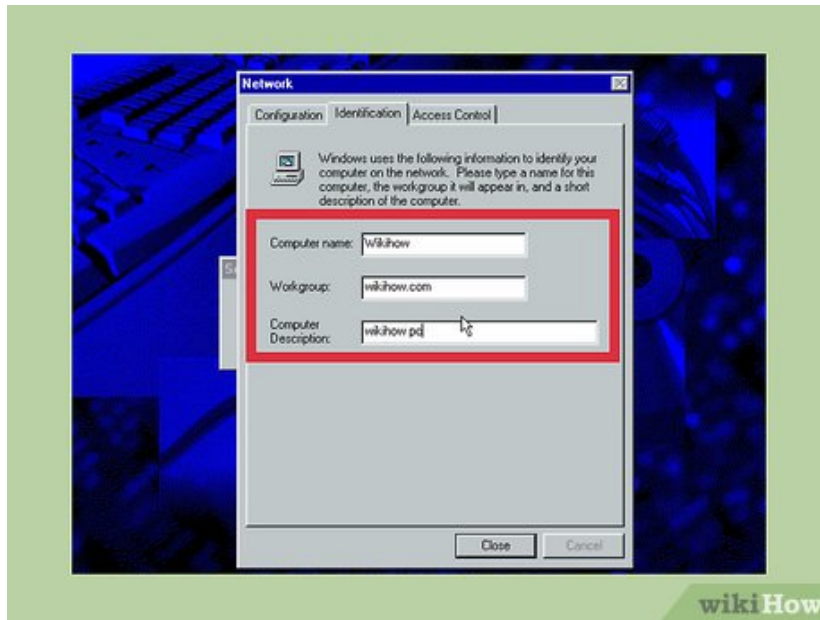 Network
Configuration Identification Access Control
Windows uses the following information to identify your
computer on the network. Please type a name for this
computer, the workgroup it will appear in, and a short
description of the computer.
Computer name: Wikihow
Workgroup: wikihow.com
Computer
Description: wikihow pc
Close Cancel
wikiHow